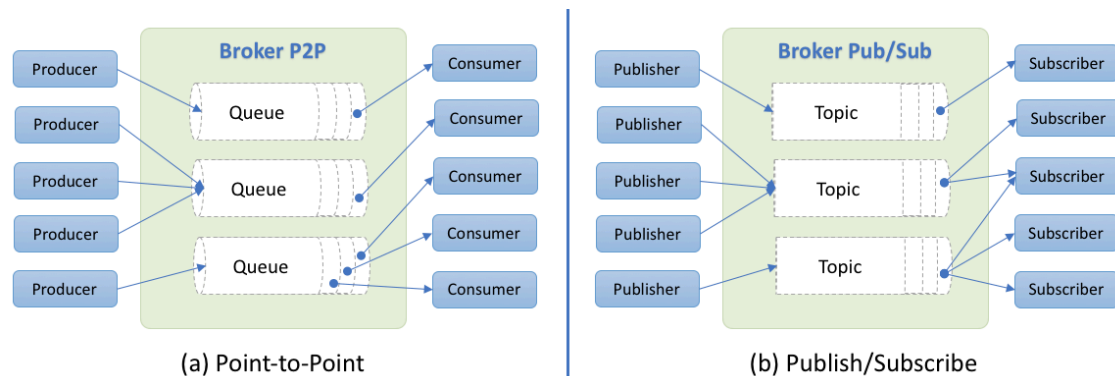 Broker P2P
Producer
Producer
Producer
Producer
Producer
Queue
Queue
Queue
Consumer
Consumer
Consumer
Consumer
Consumer
(a) Point-to-Point
Broker Pub/Sub
Publisher
Publisher
Publisher
Publisher
Publisher
Topic
Topic
Topic
Subscriber
Subscriber
Subscriber
Subscriber
Subscriber
(b) Publish/Subscribe